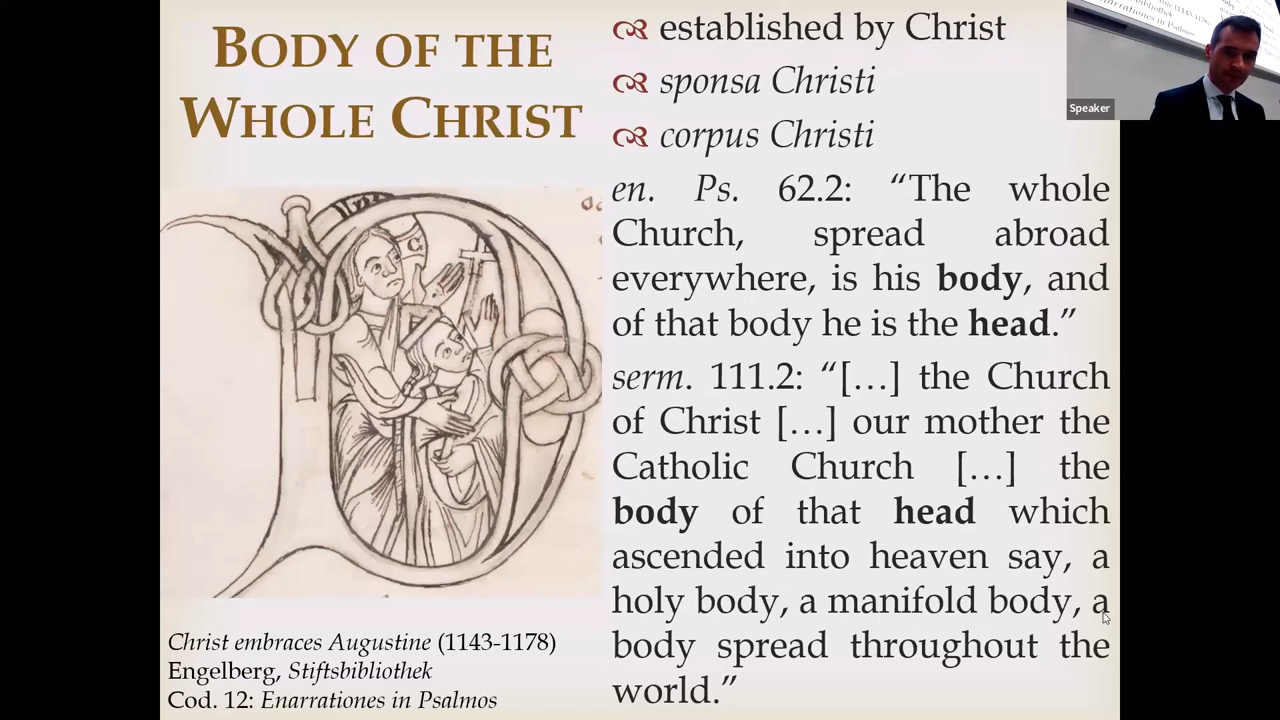 BODY OF THE
WHOLE CHRIST
established by Christ
sponsa Christi
corpus Christi
en. Ps. 62.2: “The whole
Church, spread abroad
everywhere, is his body, and
of that body he is the head.”
serm. 111.2: “[…] the Church
of Christ […] our mother the
Catholic Church […] the
body of that head which
ascended into heaven say, a
holy body, a manifold body, a
body spread throughout the
world.”
Christ embraces Augustine (1143-1178)
Engelberg, Stiftsbibliothek
Cod. 12: Enarrationes in Psalmos
Speaker